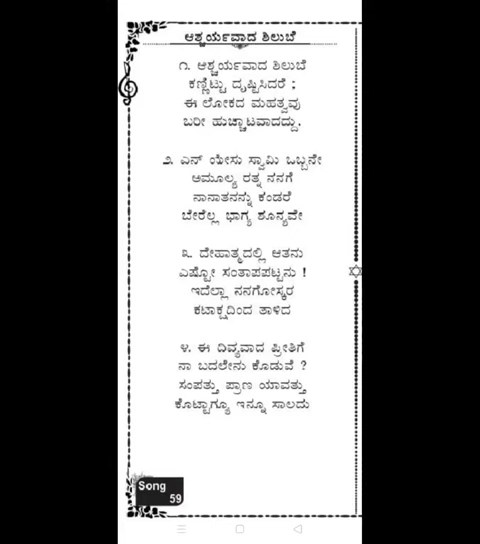 ಆಶ್ಚರ್ಯವಾದ ಶಿಲುಬೆ
೧. ಆಶ್ಚರ್ಯವಾದ ಶಿಲುಬೆ
ಕಣ್ಣಿಟ್ಟು ದೃಷ್ಟಿಸಿದರೆ ;
ಈ ಲೋಕದ ಮಹತ್ವವು
ಬರೀ ಹುಚ್ಚಾಟವಾದದ್ದು.
೨. ಎನ್ ಯೇಸು ಸ್ವಾಮಿ ಒಬ್ಬನೇ
ಅಮೂಲ್ಯ ರತ್ನ ನನಗೆ
ನಾನಾತನನ್ನು ಕಂಡರೆ
ಬೇರೆಲ್ಲ ಭಾಗ್ಯ ಶೂನ್ಯವೇ
೩. ದೇಹಾತ್ಮದಲ್ಲಿ ಆತನು
ಎಷ್ಟೋ ಸಂತಾಪಪಟ್ಟನು !
ಇದೆಲ್ಲಾ ನನಗೋಸ್ಕರ
ಕಟಾಕ್ಷದಿಂದ ತಾಳಿದ
೪. ಈ ದಿವ್ಯವಾದ ಪ್ರೀತಿಗೆ
ನಾ ಬದಲೇನು ಕೊಡುವೆ ?
ಸಂಪತ್ತು ಪ್ರಾಣ ಯಾವತ್ತು
ಕೊಟ್ಟಾಗ್ಯೂ ಇನ್ನೂ ಸಾಲದು
Song
59